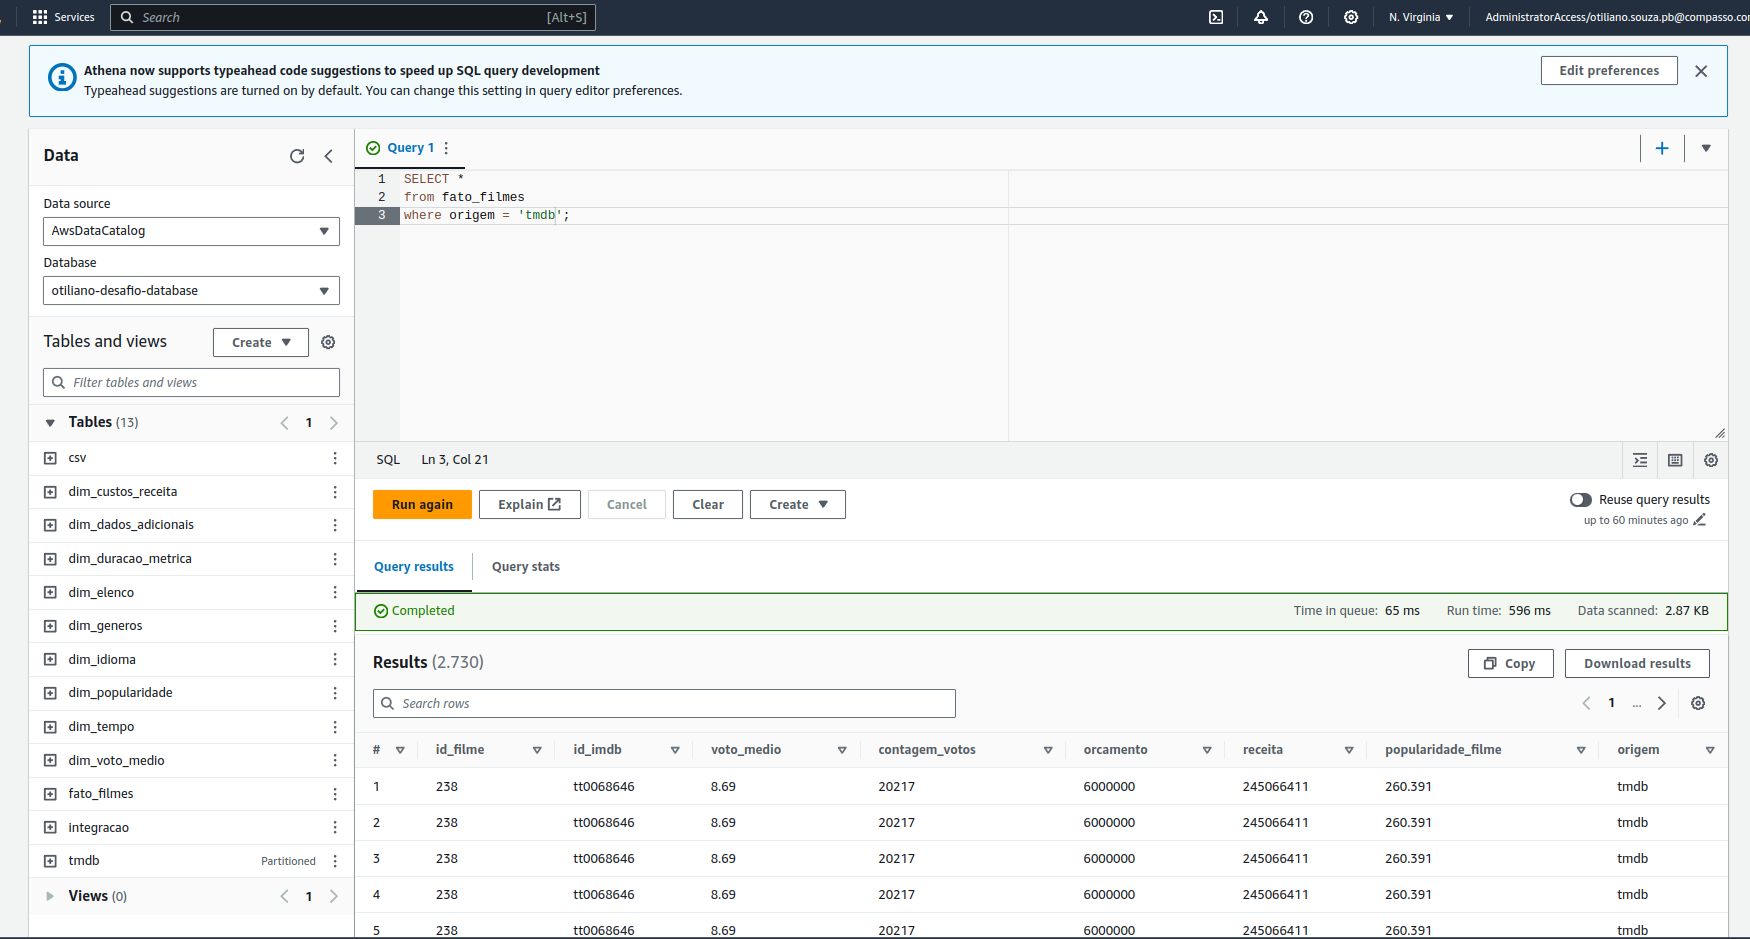 Services
Search [Alt+S]
N. Virginia
AdministratorAccess/otiliano.souza.pb@compasso.co
Athena now supports typeahead code suggestions to speed up SQL query development
Typeahead suggestions are turned on by default. You can change this setting in query editor preferences.
Edit preferences
Data
Data source
AwsDataCatalog
Database
otiliano-desafio-database
Tables and views
Create
Filter tables and views
Tables (13)
1
csv
dim_custos_receita
dim_dados_adicionais
dim_duracao_metrica
dim_elenco
dim_generos
dim_idioma
dim_popularidade
dim_tempo
dim_voto_medio
fato_filmes
integracao
tmdb Partitioned
Views (0)
1
Query 1
1 SELECT *
2 from fato_filmes
3 where origem = 'tmdb';
SQL Ln 3, Col 21
Run again
Explain
Cancel
Clear
Create
Reuse query results
up to 60 minutes ago
Query results
Query stats
Completed
Time in queue: 65 ms Run time: 596 ms Data scanned: 2.87 KB
Results (2.730)
Copy
Download results
Search rows
1 ...
# id_filme id_imdb voto_medio contagem_votos orcamento receita popularidade_filme origem
1 238 tt0068646 8.69 20217 6000000 245066411 260.391 tmdb
2 238 tt0068646 8.69 20217 6000000 245066411 260.391 tmdb
3 238 tt0068646 8.69 20217 6000000 245066411 260.391 tmdb
4 238 tt0068646 8.69 20217 6000000 245066411 260.391 tmdb
5 238 tt0068646 8.69 20217 6000000 245066411 260.391 tmdb